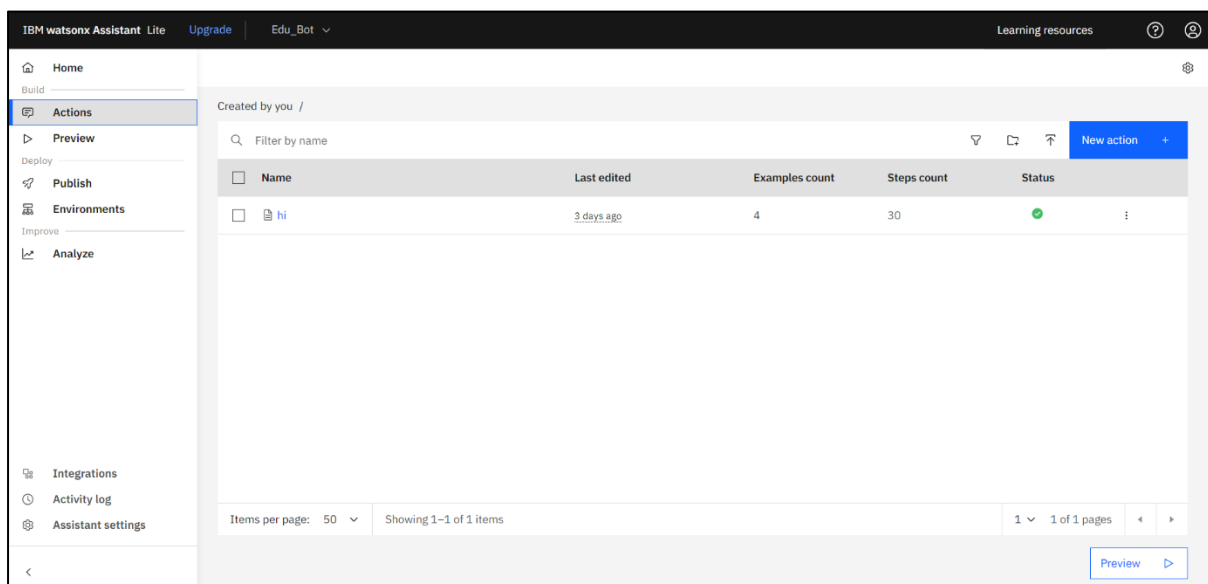 IBM watsonx Assistant Lite Upgrade Edu_Bot Learning resources
Home
Build
Actions
Preview
Deploy
Publish
Environments
Improve
Analyze
Integrations
Activity log
Assistant settings
Created by you /
Filter by name
New action +
Name Last edited Examples count Steps count Status
hi 3 days ago 4 30
Items per page: 50 Showing 1–1 of 1 items 1 1 of 1 pages
Preview